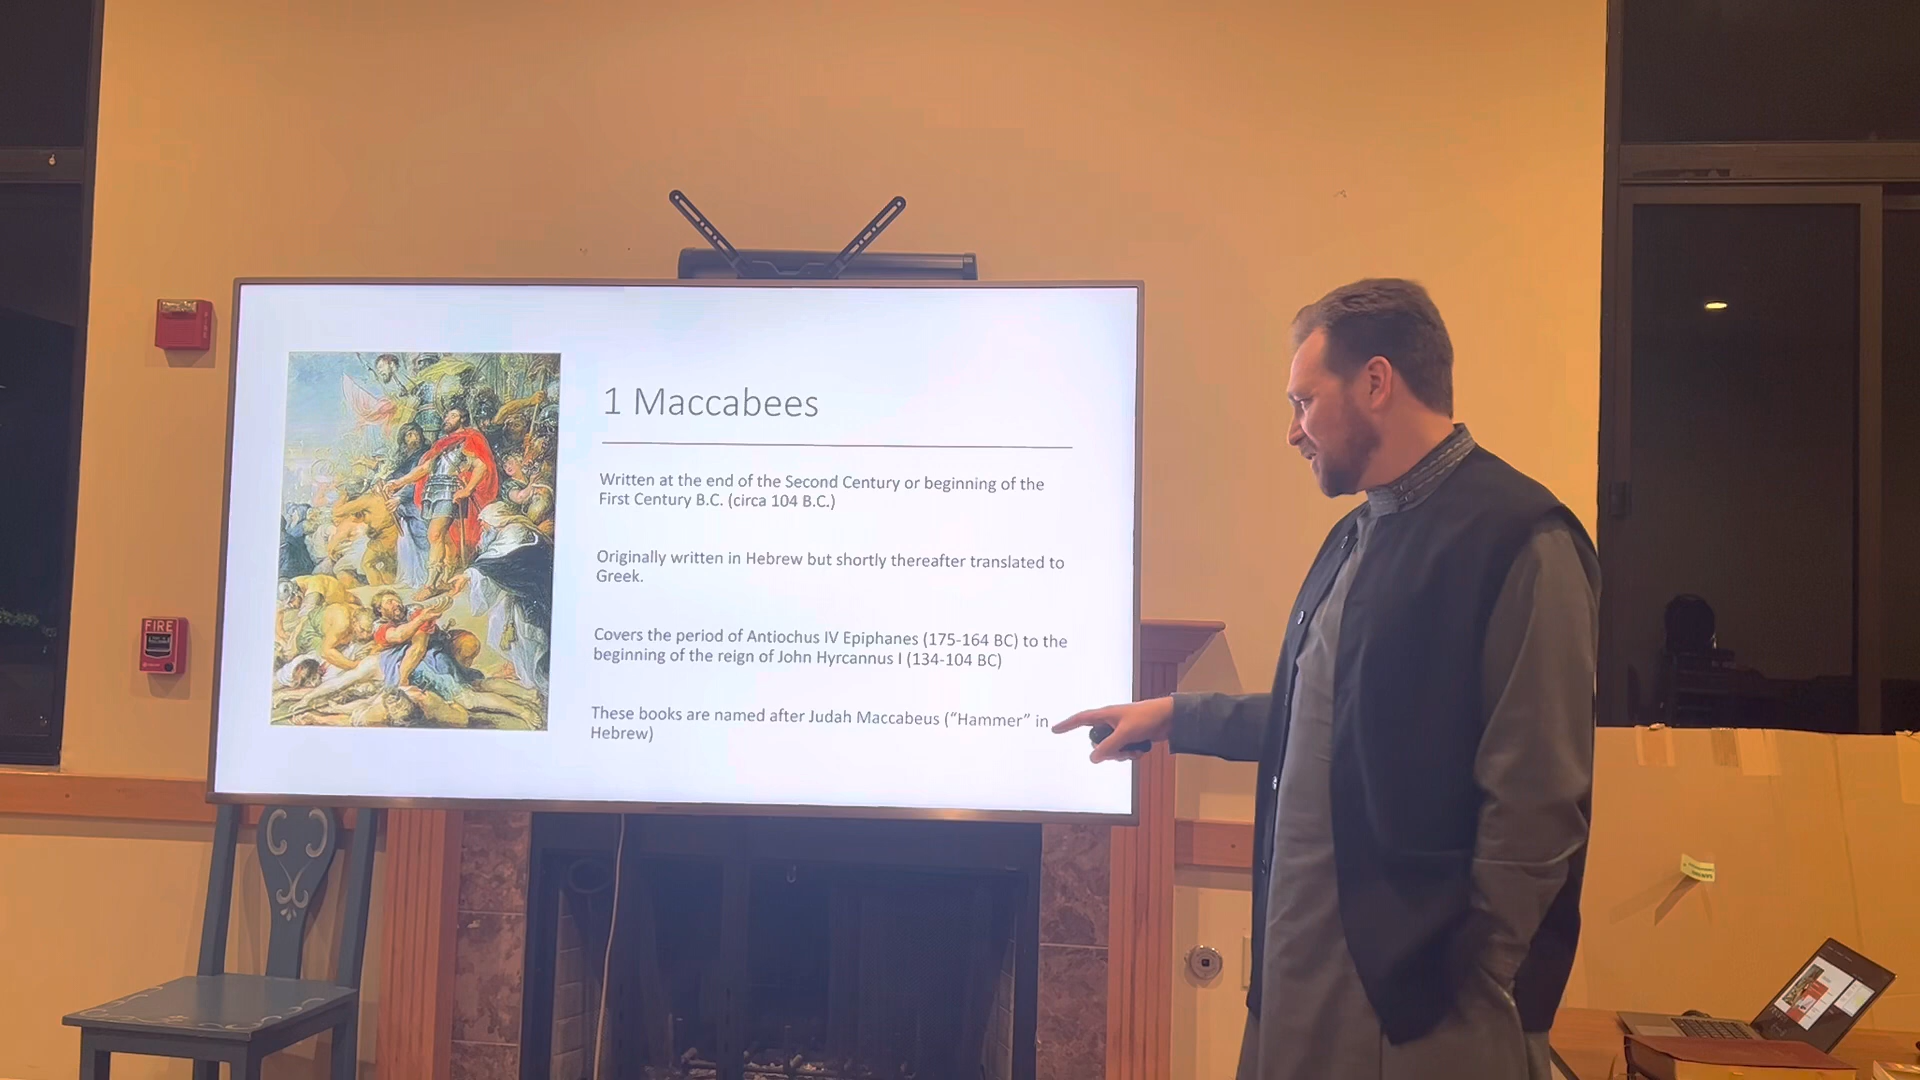 1 Maccabees
Written at the end of the Second Century or beginning of the
First Century B.C. (circa 104 B.C.)
Originally written in Hebrew but shortly thereafter translated to
Greek.
Covers the period of Antiochus IV Epiphanes (175-164 BC) to the
beginning of the reign of John Hyrcannus I (134-104 BC)
These books are named after Judah Maccabeus (“Hammer” in
Hebrew)
FIRE
FIRE